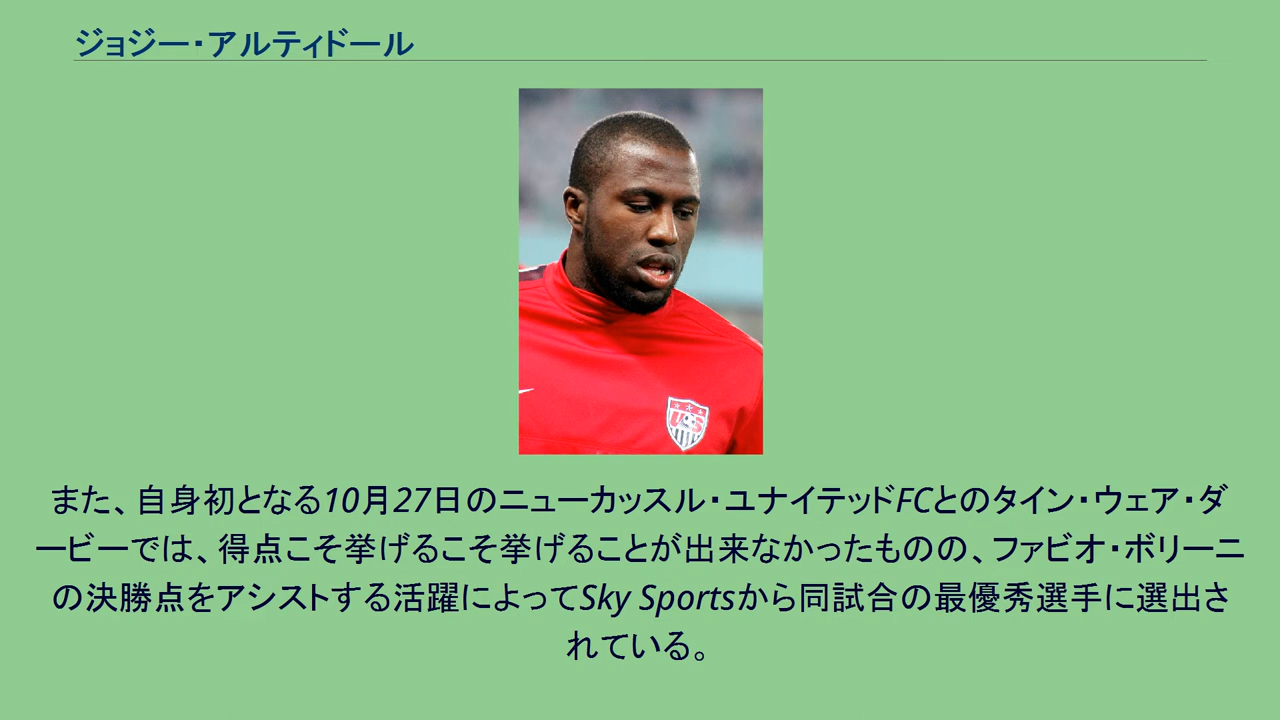 ジョジー・アルティドール
US
また、自身初となる10月27日のニューカッスル・ユナイテッドFCとのタイン・ウェア・ダ
ービーでは、得点こそ挙げるこそ挙げることが出来なかったものの、ファビオ・ボリーニ
の決勝点をアシストする活躍によってSky Sportsから同試合の最優秀選手に選出さ
れている。